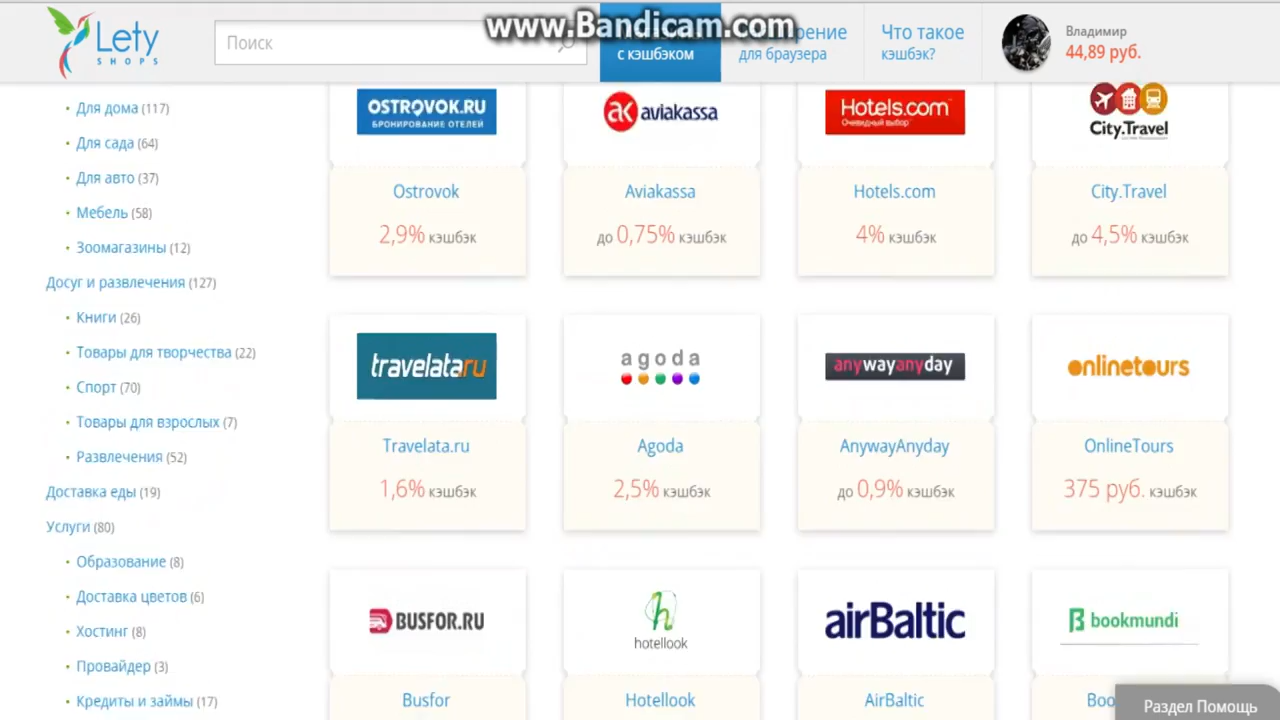 Lety
SHOPS
Поиск
www.Bandicam.com
с кэшбэком
рение
для браузера
Что такое
кэшбэк?
Владимир
44,89 руб.
Для дома (117)
Для сада (64)
Для авто (37)
Мебель (58)
Зоомагазины (12)
Досуг и развлечения (127)
Книги (26)
Товары для творчества (22)
Спорт (70)
Товары для взрослых (7)
Развлечения (52)
Доставка еды (19)
Услуги (80)
Образование (8)
Доставка цветов (6)
Хостинг (8)
Провайдер (3)
Кредиты и займы (17)
OSTROVOK.RU
БРОНИРОВАНИЕ ОТЕЛЕЙ
Ostrovok
2,9% кэшбэк
ak aviakassa
Aviakassa
до 0,75% кэшбэк
Hotels.com
Очевидный выбор
Hotels.com
4% кэшбэк
City.Travel
City.Travel
до 4,5% кэшбэк
travelata.ru
Travelata.ru
1,6% кэшбэк
agoda
Agoda
2,5% кэшбэк
anywayanyday
AnywayAnyday
до 0,9% кэшбэк
onlinetours
OnlineTours
375 руб. кэшбэк
BUSFOR.RU
Busfor
hotellook
Hotellook
airBaltic
AirBaltic
bookmundi
Boo
Раздел Помощь